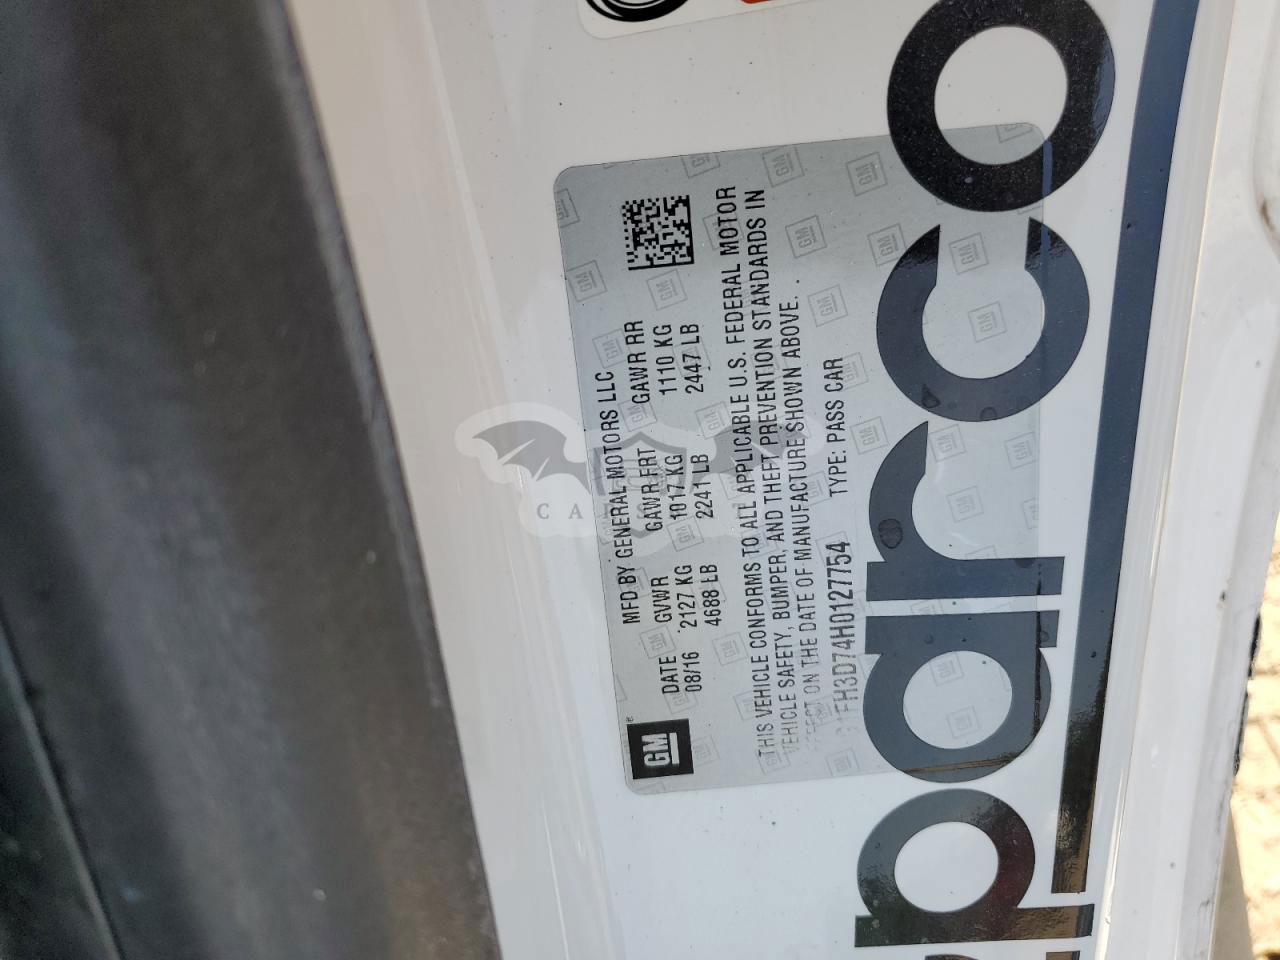 MFD BY GENERAL MOTORS LLC
DATE GVWR GAWR FRT GAWR RR
08/16 2127 KG 1017 KG 1110 KG
4688 LB 2241 LB 2447 LB
THIS VEHICLE CONFORMS TO ALL APPLICABLE U.S. FEDERAL MOTOR
VEHICLE SAFETY, BUMPER, AND THEFT PREVENTION STANDARDS IN
EFFECT ON THE DATE OF MANUFACTURE SHOWN ABOVE.
G1FH3D74H0127754 TYPE: PASS CAR
GM
parco